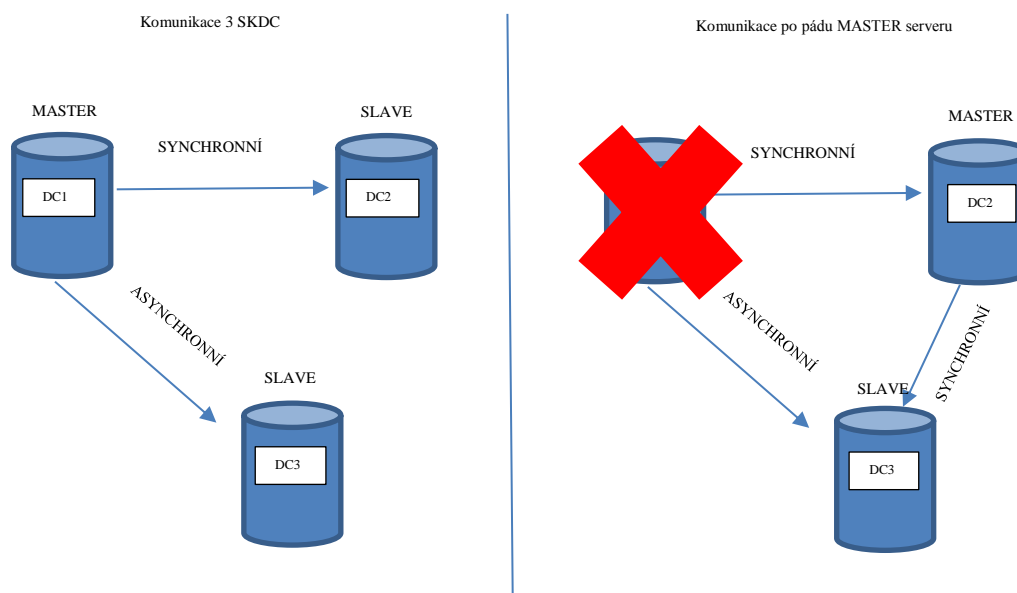 Komunikace 3 SKDC
MASTER
SLAVE
SYNCHRONNÍ
DC1
DC2
ASYNCHRONNÍ
SLAVE
DC3
Komunikace po pádu MASTER serveru
MASTER
SYNCHRONNÍ
DC2
ASYNCHRONNÍ
SYNCHRONNÍ
SLAVE
DC3